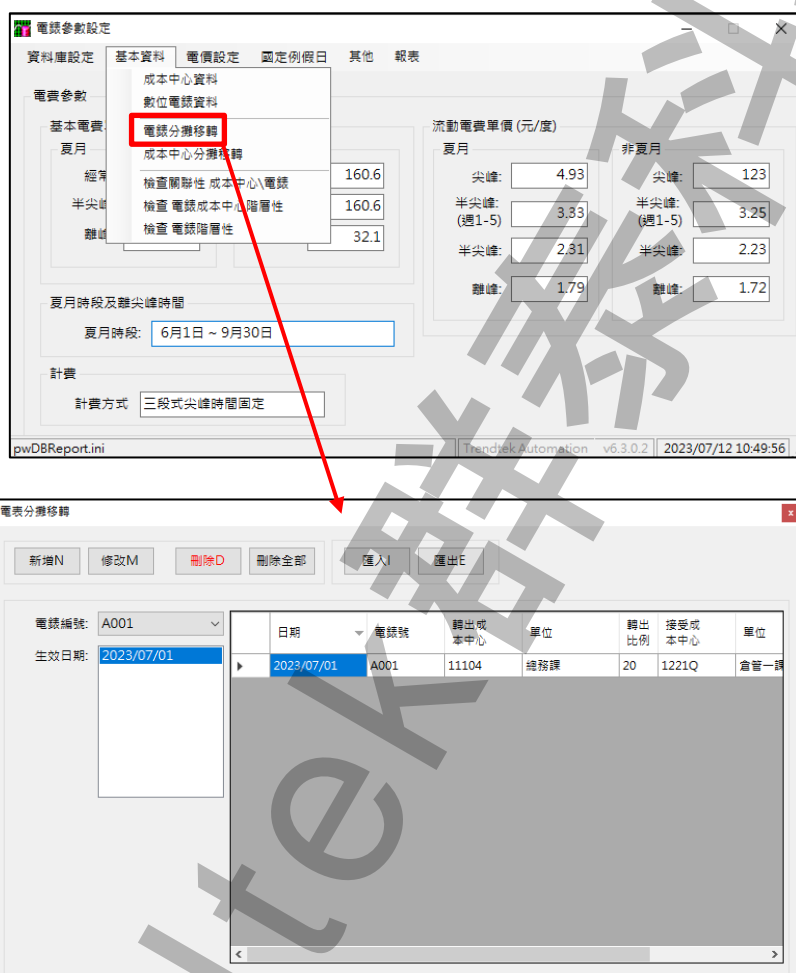 電錶參數設定
資料庫設定 基本資料 電價設定 國定例假日 其他 報表
成本中心資料
數位電錶資料
電錶分攤移轉
成本中心分攤移轉
檢查關聯性 成本中心\電錶
檢查 電錶成本中心階層性
檢查 電錶階層性
電費參數
基本電費
夏月
經常
半尖峰
離峰
160.6
160.6
32.1
流動電費單價 (元/度)
夏月 非夏月
尖峰: 4.93 尖峰: 123
半尖峰: (週1-5) 3.33 半尖峰: (週1-5) 3.25
半尖峰: 2.31 半尖峰: 2.23
離峰: 1.79 離峰: 1.72
夏月時段及離尖峰時間
夏月時段: 6月1日 ~ 9月30日
計費
計費方式 三段式尖峰時間固定
pwDBReport.ini Trendtek Automation v6.3.0.2 2023/07/12 10:49:56
電表分攤移轉
新增N 修改M 刪除D 刪除全部 匯入I 匯出E
電錶編號: A001
生效日期: 2023/07/01
日期 電錶號 轉出成本中心 單位 轉出比例 接受成本中心 單位
2023/07/01 A001 11104 總務課 20 1221Q 倉管一課